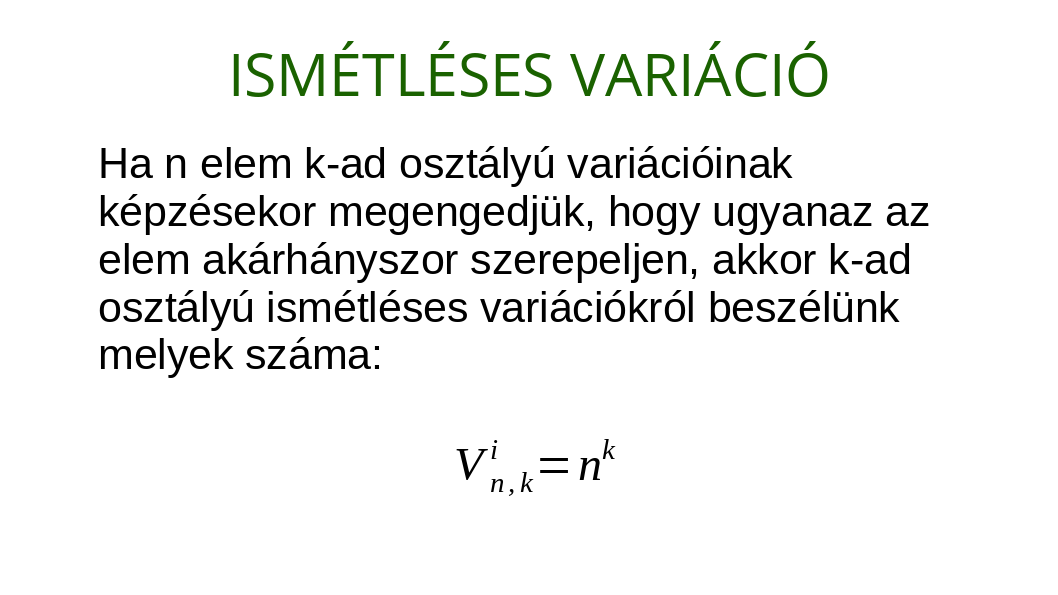 ISMÉTLÉSES VARIÁCIÓ
Ha n elem k-ad osztályú variációinak
képzésekor megengedjük, hogy ugyanaz az
elem akárhányszor szerepeljen, akkor k-ad
osztályú ismétléses variációkról beszélünk
melyek száma:
V^i_{n,k} = n^k